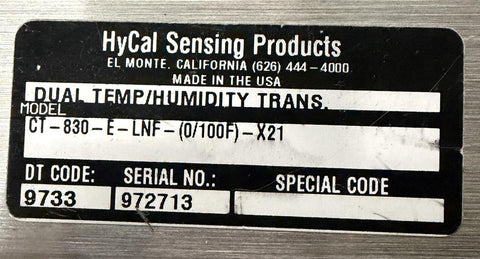 HyCal Sensing Products
EL MONTE, CALIFORNIA (626) 444-4000
MADE IN THE USA
DUAL TEMP/HUMIDITY TRANS.
MODEL
CT-830-E-LNF-(0/100F)-X21
DT CODE: SERIAL NO.: SPECIAL CODE
9733 972713